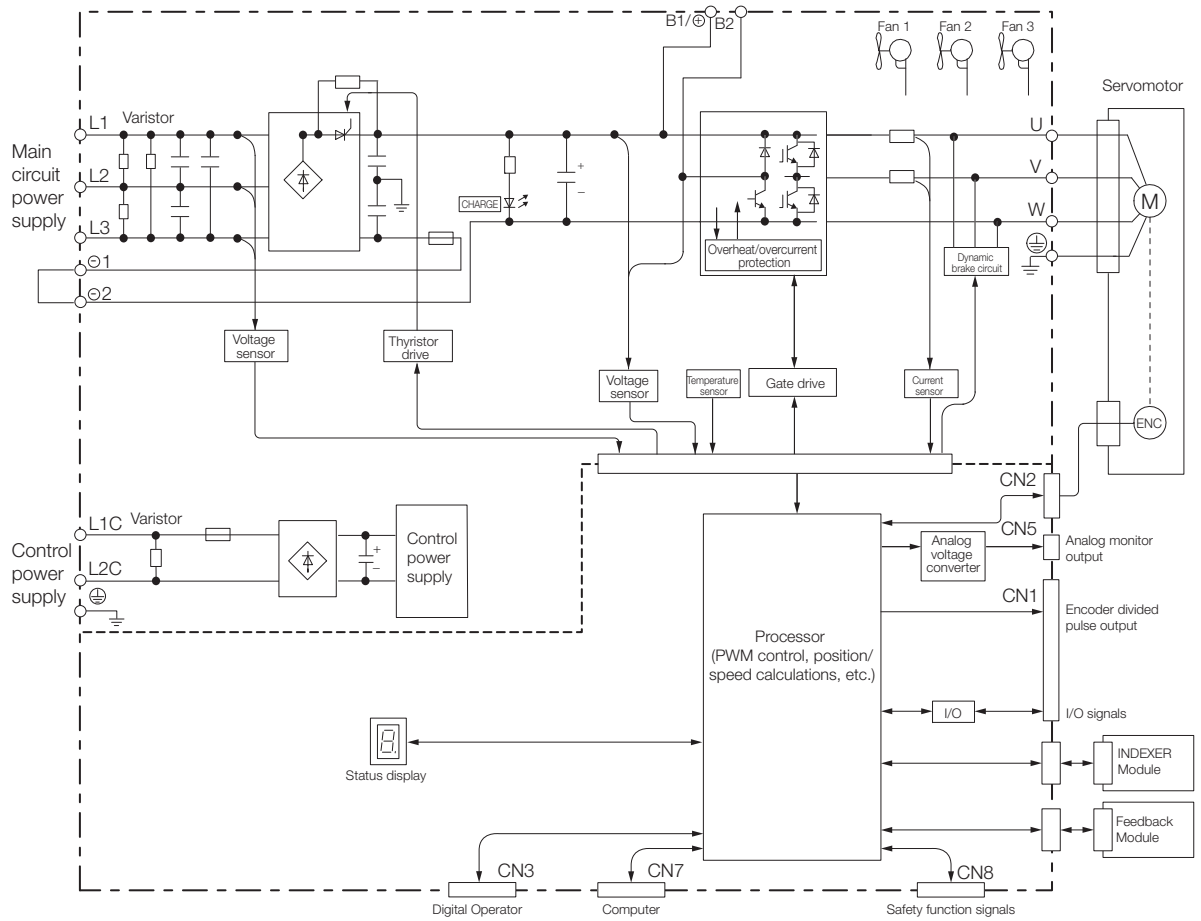 B1/⊕ B2
Fan 1
Fan 2
Fan 3
Servomotor
Main
circuit
power
supply
L1
Varistor
L2
L3
⊖1
⊖2
CHARGE
+
–
Overheat/overcurrent
protection
U
V
W
M
Dynamic
brake circuit
Voltage
sensor
Thyristor
drive
Voltage
sensor
Temperature
sensor
Gate drive
Current
sensor
ENC
Control
power
supply
L1C
Varistor
L2C
+
–
Control
power
supply
CN2
CN5
Analog
voltage
converter
Analog monitor
output
CN1
Encoder divided
pulse output
Processor
(PWM control, position/
speed calculations, etc.)
I/O
I/O signals
8.
Status display
INDEXER
Module
Feedback
Module
CN3
CN7
CN8
Digital Operator
Computer
Safety function signals